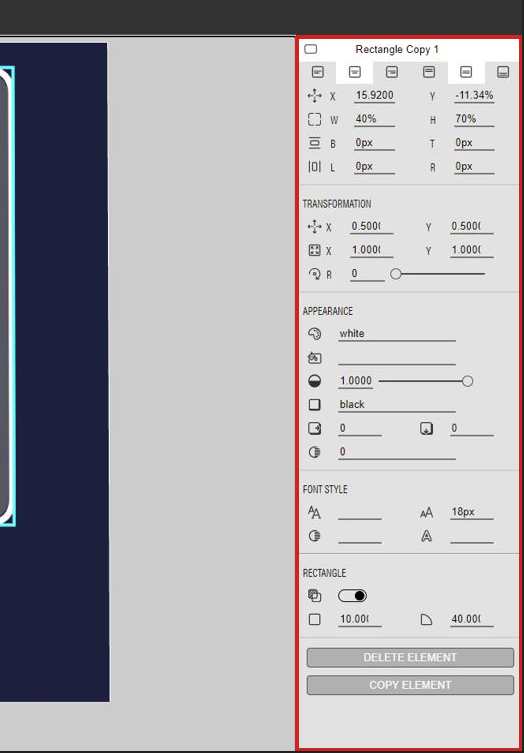 Rectangle Copy 1
X 15.9200 Y -11.34%
W 40% H 70%
B 0px T 0px
L 0px R 0px
TRANSFORMATION
X 0.500( Y 0.500(
X 1.000( Y 1.000(
R 0
APPEARANCE
white
1.0000
black
0 0
0
FONT STYLE
18px
RECTANGLE
10.00( 40.00(
DELETE ELEMENT
COPY ELEMENT